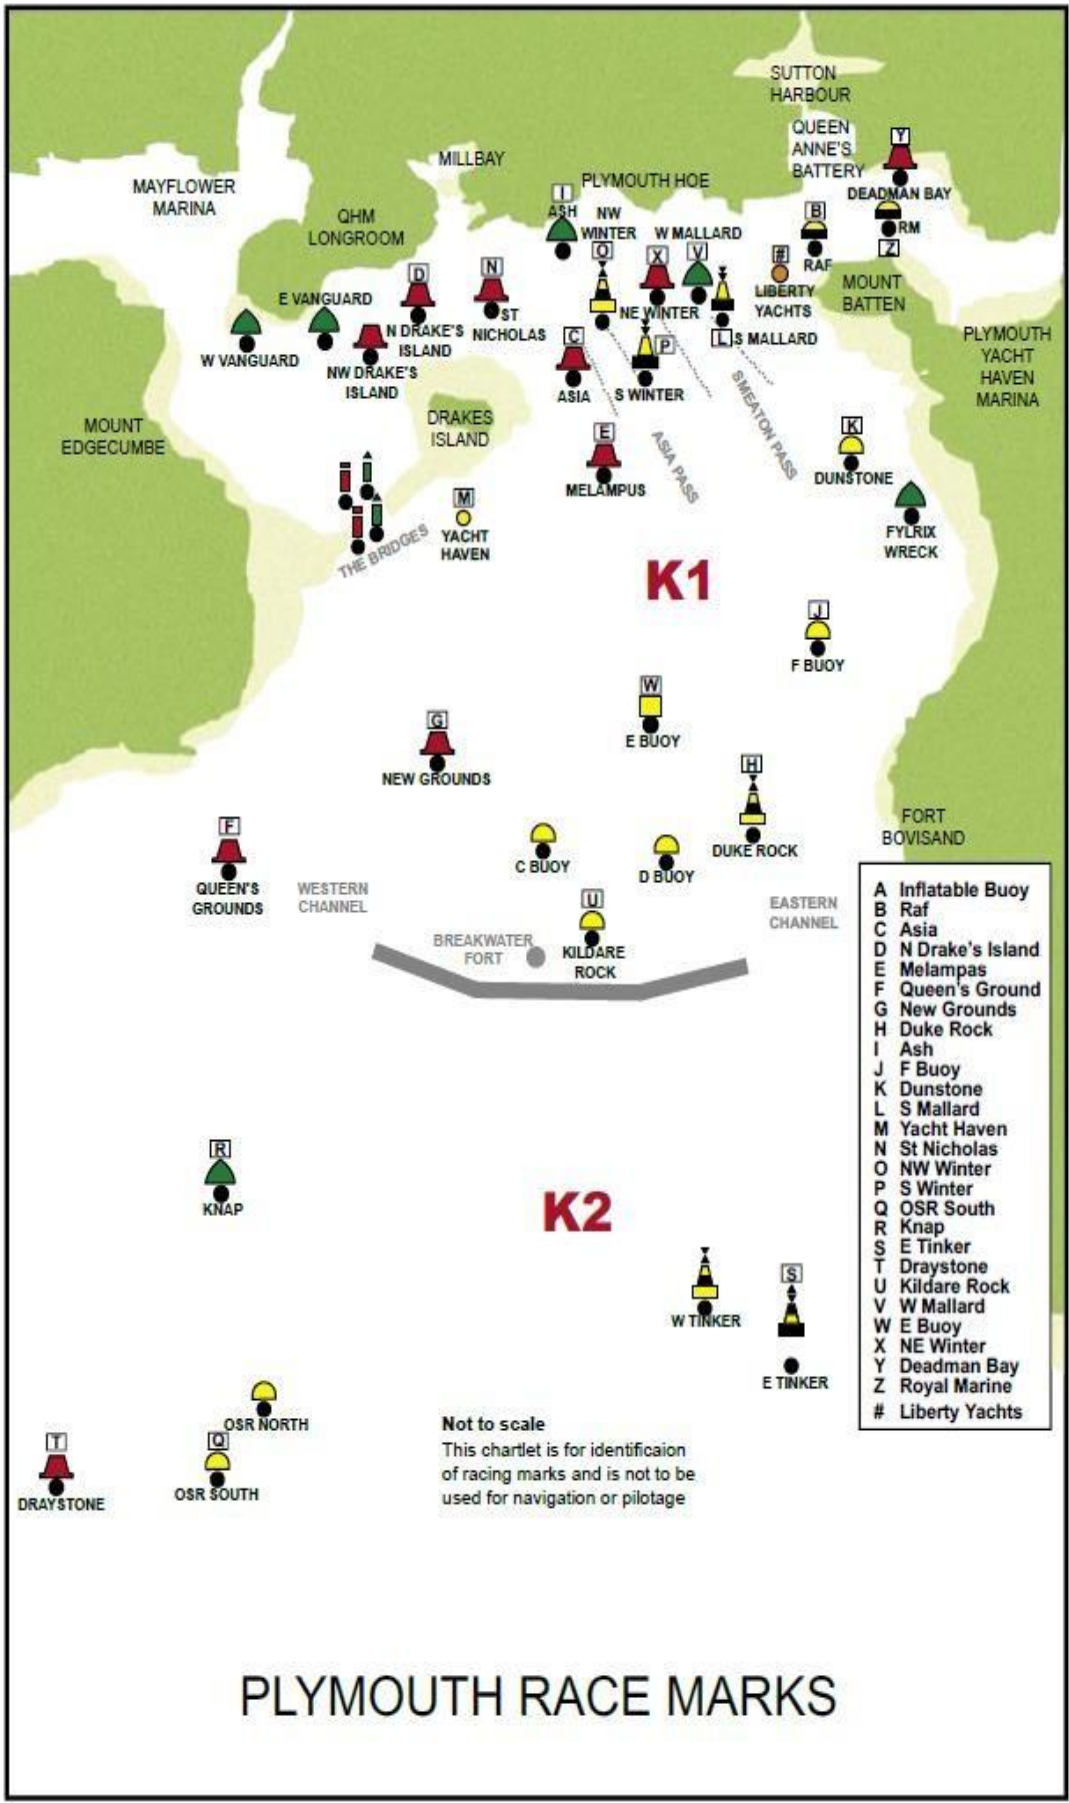 SUTTON
HARBOUR
QUEEN
ANNE'S
BATTERY
Y
DEADMAN BAY
MILLBAY
MAYFLOWER
MARINA
PLYMOUTH HOE
QHM
LONGROOM
I
ASH
NW
WINTER
O
W MALLARD
X
V
#
LIBERTY
YACHTS
B
RAF
RM
Z
MOUNT
BATTEN
E VANGUARD
D
N
ST
NICHOLAS
NE WINTER
L
S MALLARD
PLYMOUTH
YACHT
HAVEN
MARINA
W VANGUARD
N DRAKE'S
ISLAND
NW DRAKE'S
ISLAND
C
ASIA
P
S WINTER
SMEATON PASS
MOUNT
EDGECUMBE
DRAKES
ISLAND
E
MELAMPUS
ASIA PASS
K
DUNSTONE
M
YACHT
HAVEN
THE BRIDGES
FYLRIX
WRECK
K1
J
F BUOY
W
E BUOY
G
NEW GROUNDS
H
DUKE ROCK
F
QUEEN'S
GROUNDS
WESTERN
CHANNEL
C BUOY
D BUOY
FORT
BOVISAND
EASTERN
CHANNEL
U
KILDARE
ROCK
BREAKWATER
FORT
A Inflatable Buoy
B Raf
C Asia
D N Drake's Island
E Melampas
F Queen's Ground
G New Grounds
H Duke Rock
I Ash
J F Buoy
K Dunstone
L S Mallard
M Yacht Haven
N St Nicholas
O NW Winter
P S Winter
Q OSR South
R Knap
S E Tinker
T Draystone
U Kildare Rock
V W Mallard
W E Buoy
X NE Winter
Y Deadman Bay
Z Royal Marine
# Liberty Yachts
R
KNAP
K2
W TINKER
S
E TINKER
OSR NORTH
T
DRAYSTONE
Q
OSR SOUTH
Not to scale
This chartlet is for identificaion
of racing marks and is not to be
used for navigation or pilotage
PLYMOUTH RACE MARKS